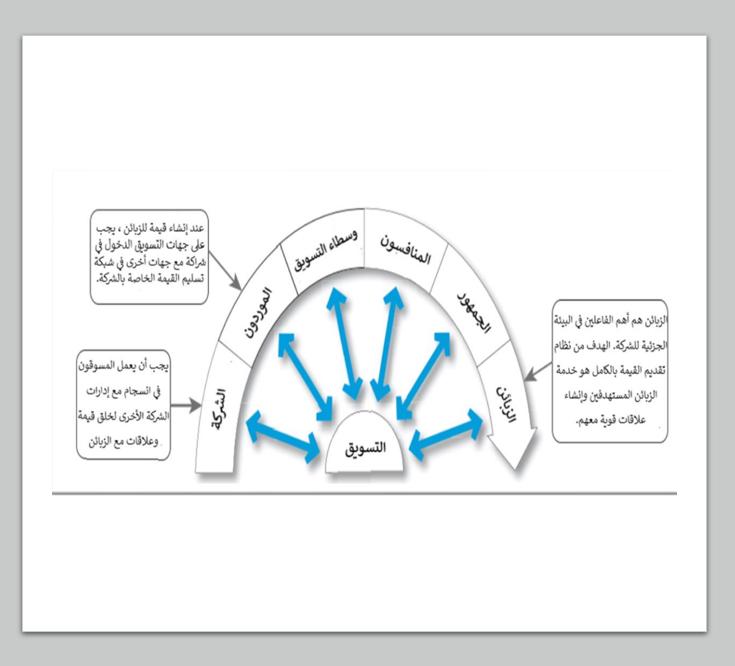 عند إنشاء قيمة للزبائن ، يجب
على جهات التسويق الدخول في
شراكة مع جهات أخرى في شبكة
تسليم القيمة الخاصة بالشركة.
يجب أن يعمل المسوقون
في انسجام مع إدارات
الشركة الأخرى لخلق قيمة
وعلاقات مع الزبائن
الشركة
الموردون
وسطاء التسويق
المنافسون
الجمهور
الزبائن
التسويق
الزبائن هم أهم الفاعلين في البيئة
الجزئية للشركة. الهدف من نظام
تقديم القيمة بالكامل هو خدمة
الزبائن المستهدفين وإنشاء
علاقات قوية معهم.